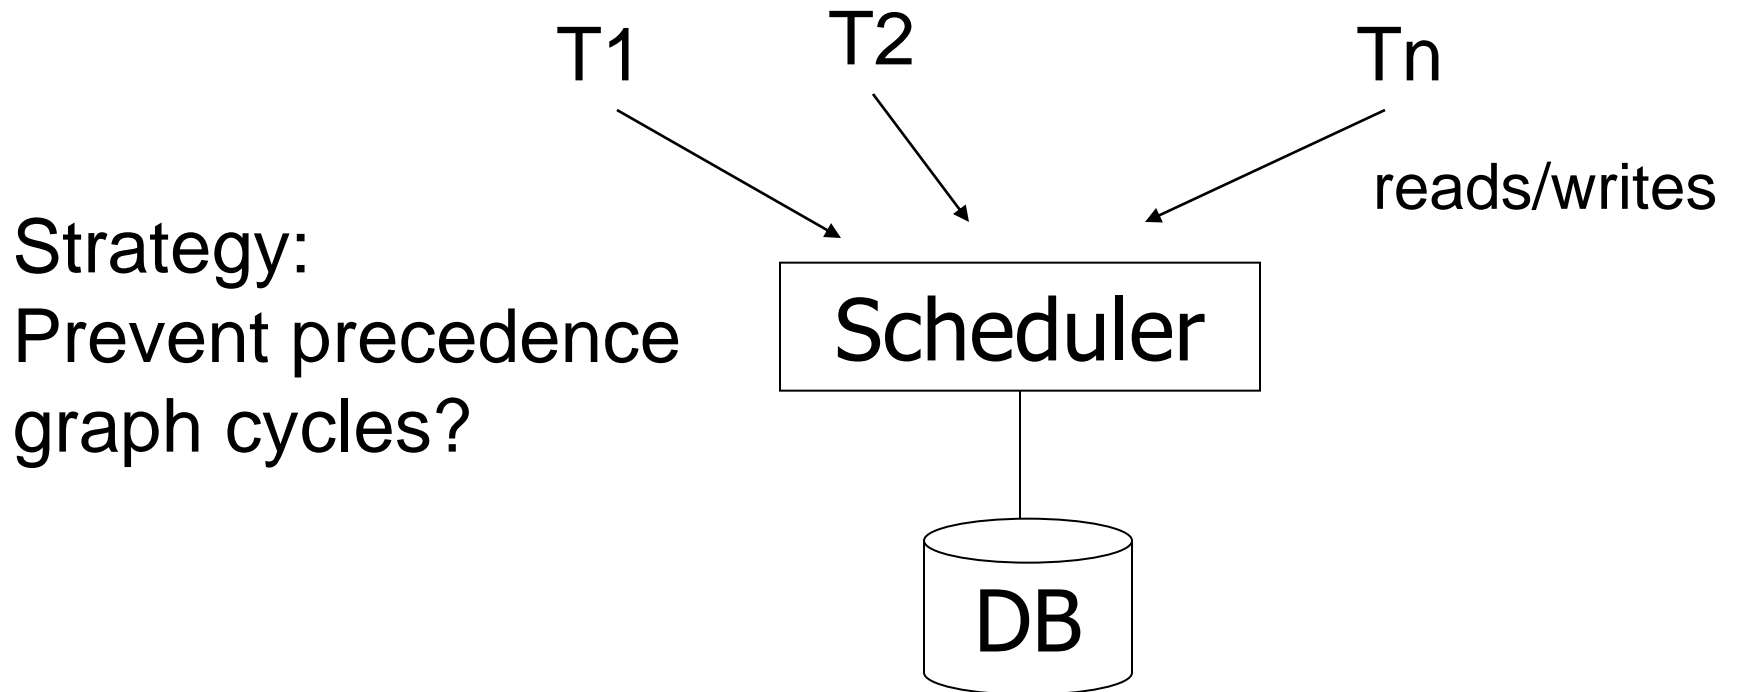 T1
T2
Tn
reads/writes
Strategy:
Prevent precedence
graph cycles?
Scheduler
DB